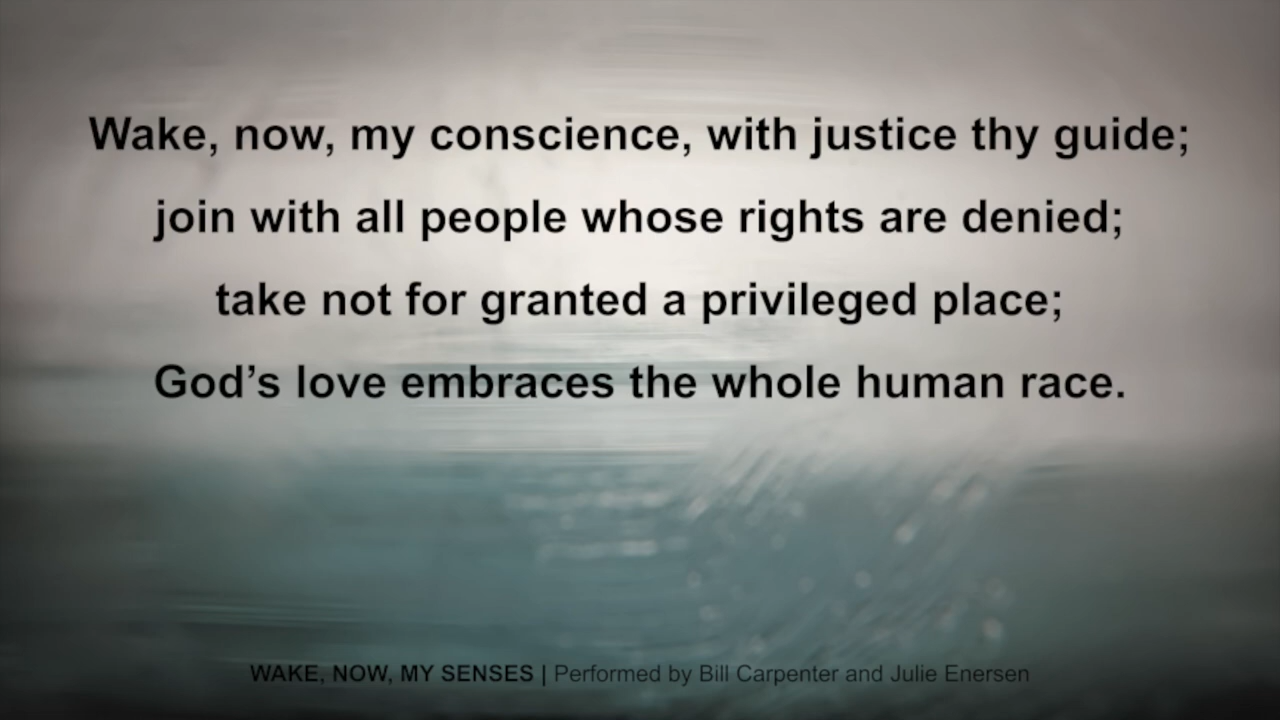 Wake, now, my conscience, with justice thy guide;
join with all people whose rights are denied;
take not for granted a privileged place;
God’s love embraces the whole human race.
WAKE, NOW, MY SENSES | Performed by Bill Carpenter and Julie Enersen